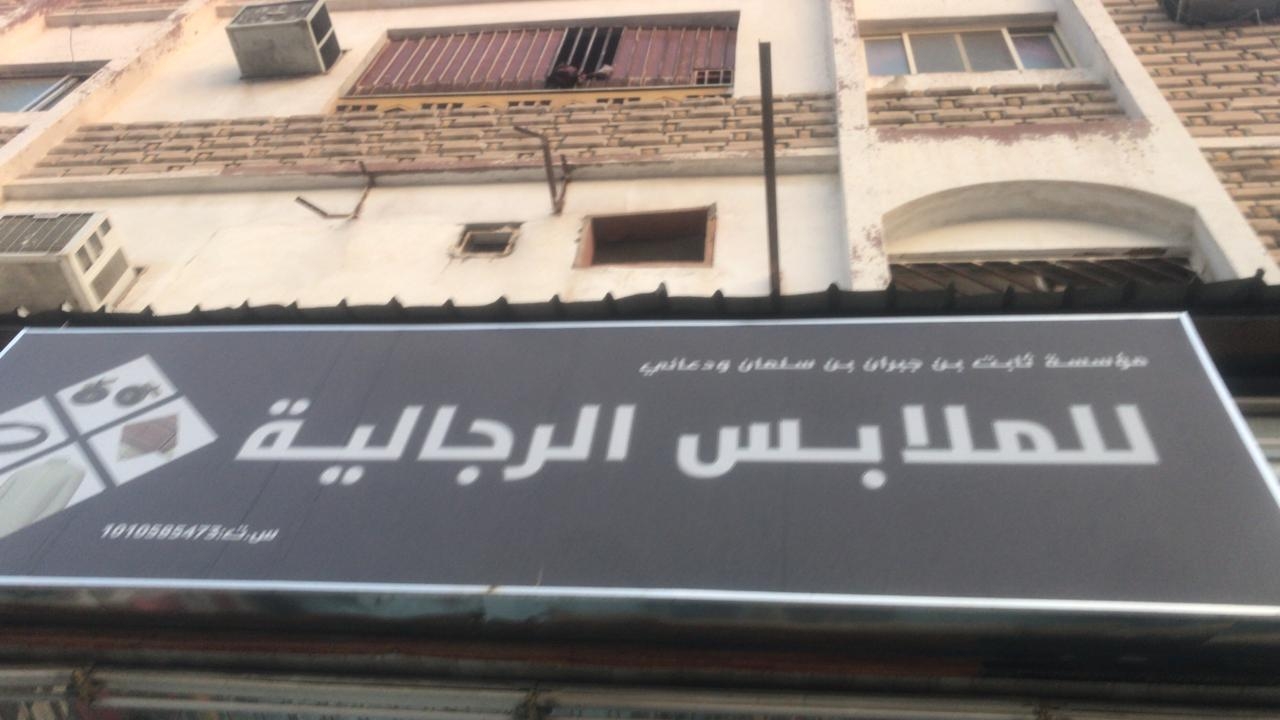 مؤسسة ثابت بن جبران بن سلمان ودعاني
للملابس الرجالية
س.ت:1010585473